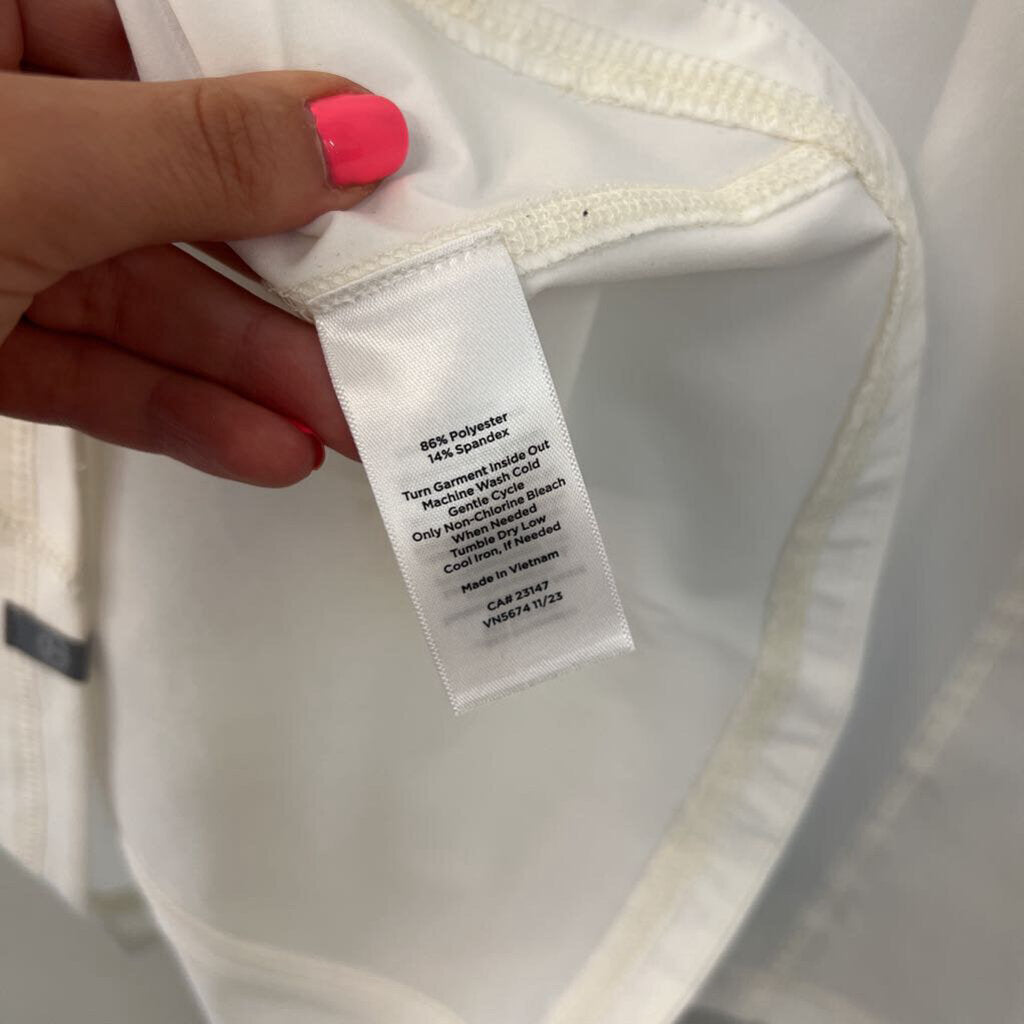 86% Polyester
14% Spandex
Turn Garment Inside Out
Machine Wash Cold
Gentle Cycle
Only Non-Chlorine Bleach
When Needed
Tumble Dry Low
Cool Iron, If Needed
Made In Vietnam
CA# 23147
VN5674 11/23